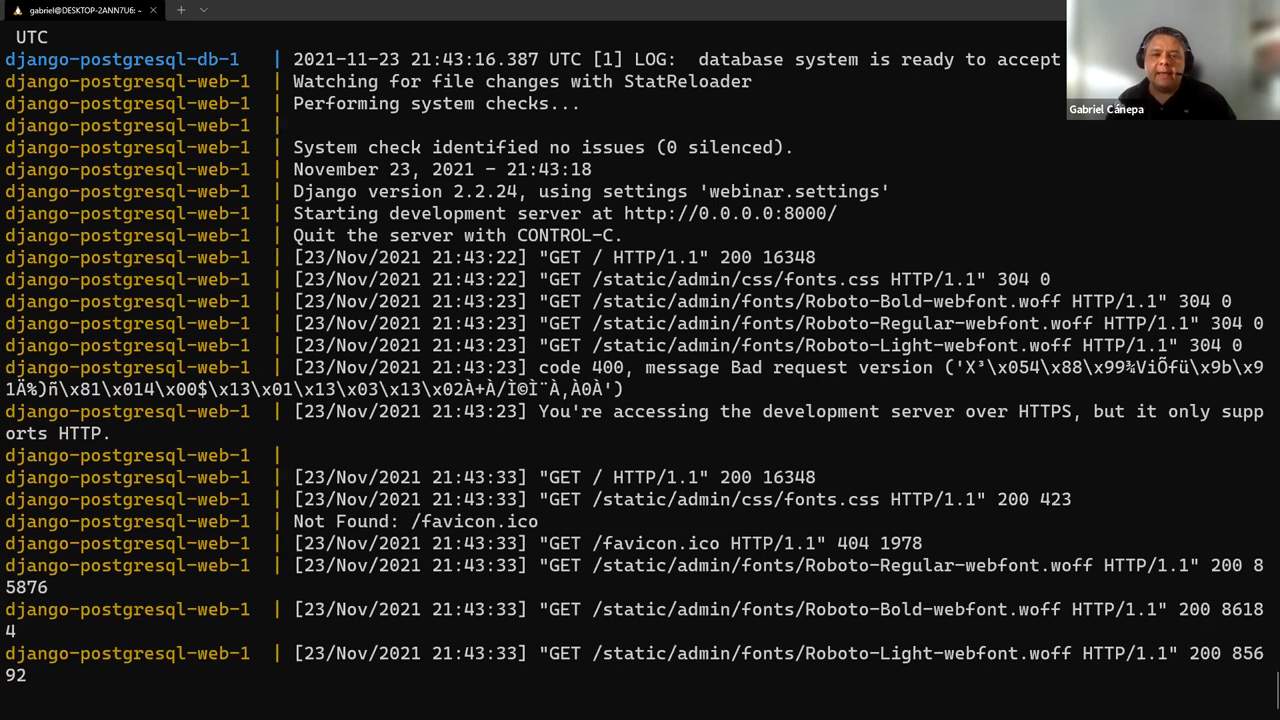 gabriel@DESKTOP-2ANN7U6: ~
UTC
django-postgresql-db-1 | 2021-11-23 21:43:16.387 UTC [1] LOG: database system is ready to accept
django-postgresql-web-1 | Watching for file changes with StatReloader
django-postgresql-web-1 | Performing system checks...
django-postgresql-web-1 |
django-postgresql-web-1 | System check identified no issues (0 silenced).
django-postgresql-web-1 | November 23, 2021 - 21:43:18
django-postgresql-web-1 | Django version 2.2.24, using settings 'webinar.settings'
django-postgresql-web-1 | Starting development server at http://0.0.0.0:8000/
django-postgresql-web-1 | Quit the server with CONTROL-C.
django-postgresql-web-1 | [23/Nov/2021 21:43:22] "GET / HTTP/1.1" 200 16348
django-postgresql-web-1 | [23/Nov/2021 21:43:23] "GET /static/admin/css/fonts.css HTTP/1.1" 304 0
django-postgresql-web-1 | [23/Nov/2021 21:43:23] "GET /static/admin/fonts/Roboto-Bold-webfont.woff HTTP/1.1" 304 0
django-postgresql-web-1 | [23/Nov/2021 21:43:23] "GET /static/admin/fonts/Roboto-Regular-webfont.woff HTTP/1.1" 304 0
django-postgresql-web-1 | [23/Nov/2021 21:43:23] "GET /static/admin/fonts/Roboto-Light-webfont.woff HTTP/1.1" 304 0
django-postgresql-web-1 | [23/Nov/2021 21:43:23] code 400, message Bad request version ('X³\x054\x88\x99¾ViÕfü\x9b\x9
1Ä%)ñ\x81\x014\x00$\x13\x01\x13\x03\x13\x02À+À/Ì©Ì¨À,À0À')
django-postgresql-web-1 | [23/Nov/2021 21:43:23] You're accessing the development server over HTTPS, but it only supp
orts HTTP.
django-postgresql-web-1 |
django-postgresql-web-1 | [23/Nov/2021 21:43:33] "GET / HTTP/1.1" 200 16348
django-postgresql-web-1 | [23/Nov/2021 21:43:33] "GET /static/admin/css/fonts.css HTTP/1.1" 200 423
django-postgresql-web-1 | Not Found: /favicon.ico
django-postgresql-web-1 | [23/Nov/2021 21:43:33] "GET /favicon.ico HTTP/1.1" 404 1978
django-postgresql-web-1 | [23/Nov/2021 21:43:33] "GET /static/admin/fonts/Roboto-Regular-webfont.woff HTTP/1.1" 200 8
5876
django-postgresql-web-1 | [23/Nov/2021 21:43:33] "GET /static/admin/fonts/Roboto-Bold-webfont.woff HTTP/1.1" 200 8618
4
django-postgresql-web-1 | [23/Nov/2021 21:43:33] "GET /static/admin/fonts/Roboto-Light-webfont.woff HTTP/1.1" 200 856
92
Gabriel Cánepa